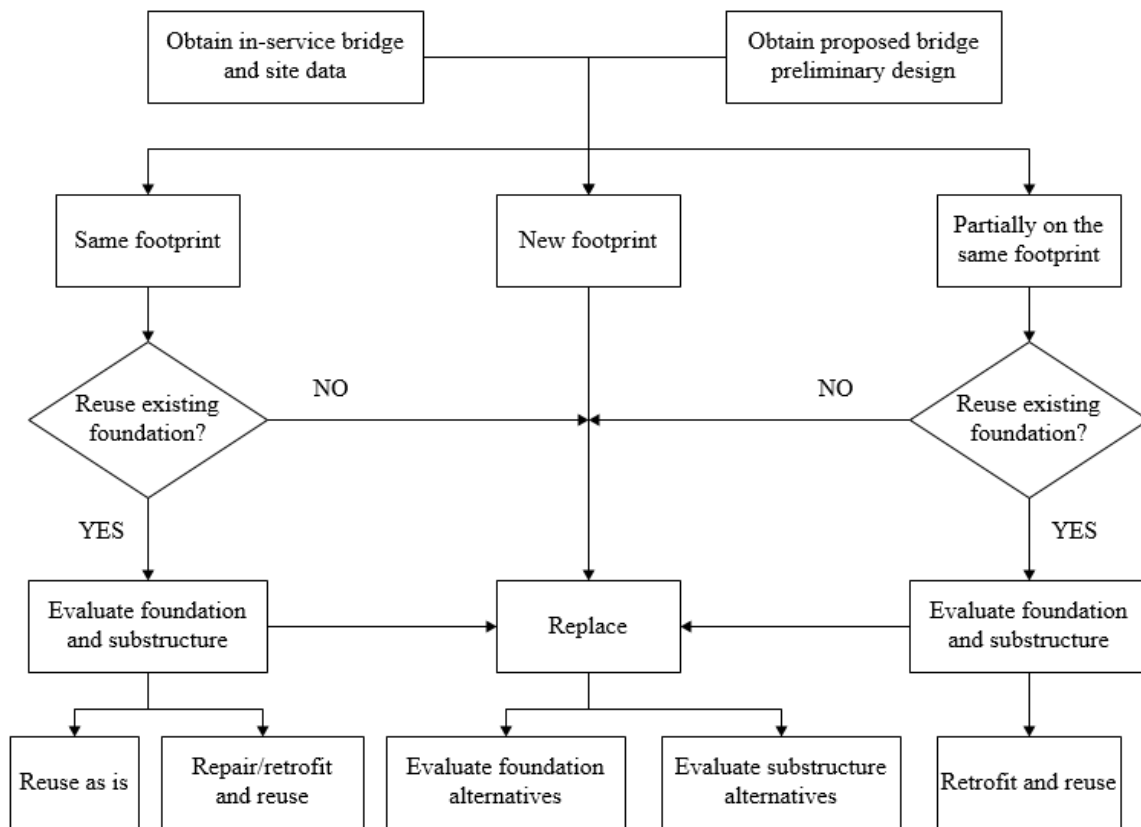 Obtain in-service bridge
and site data
Obtain proposed bridge
preliminary design
Same footprint
New footprint
Partially on the
same footprint
Reuse existing
foundation?
NO
NO
Reuse existing
foundation?
YES
YES
Evaluate foundation
and substructure
Replace
Evaluate foundation
and substructure
Reuse as is
Repair/retrofit
and reuse
Evaluate foundation
alternatives
Evaluate substructure
alternatives
Retrofit and reuse